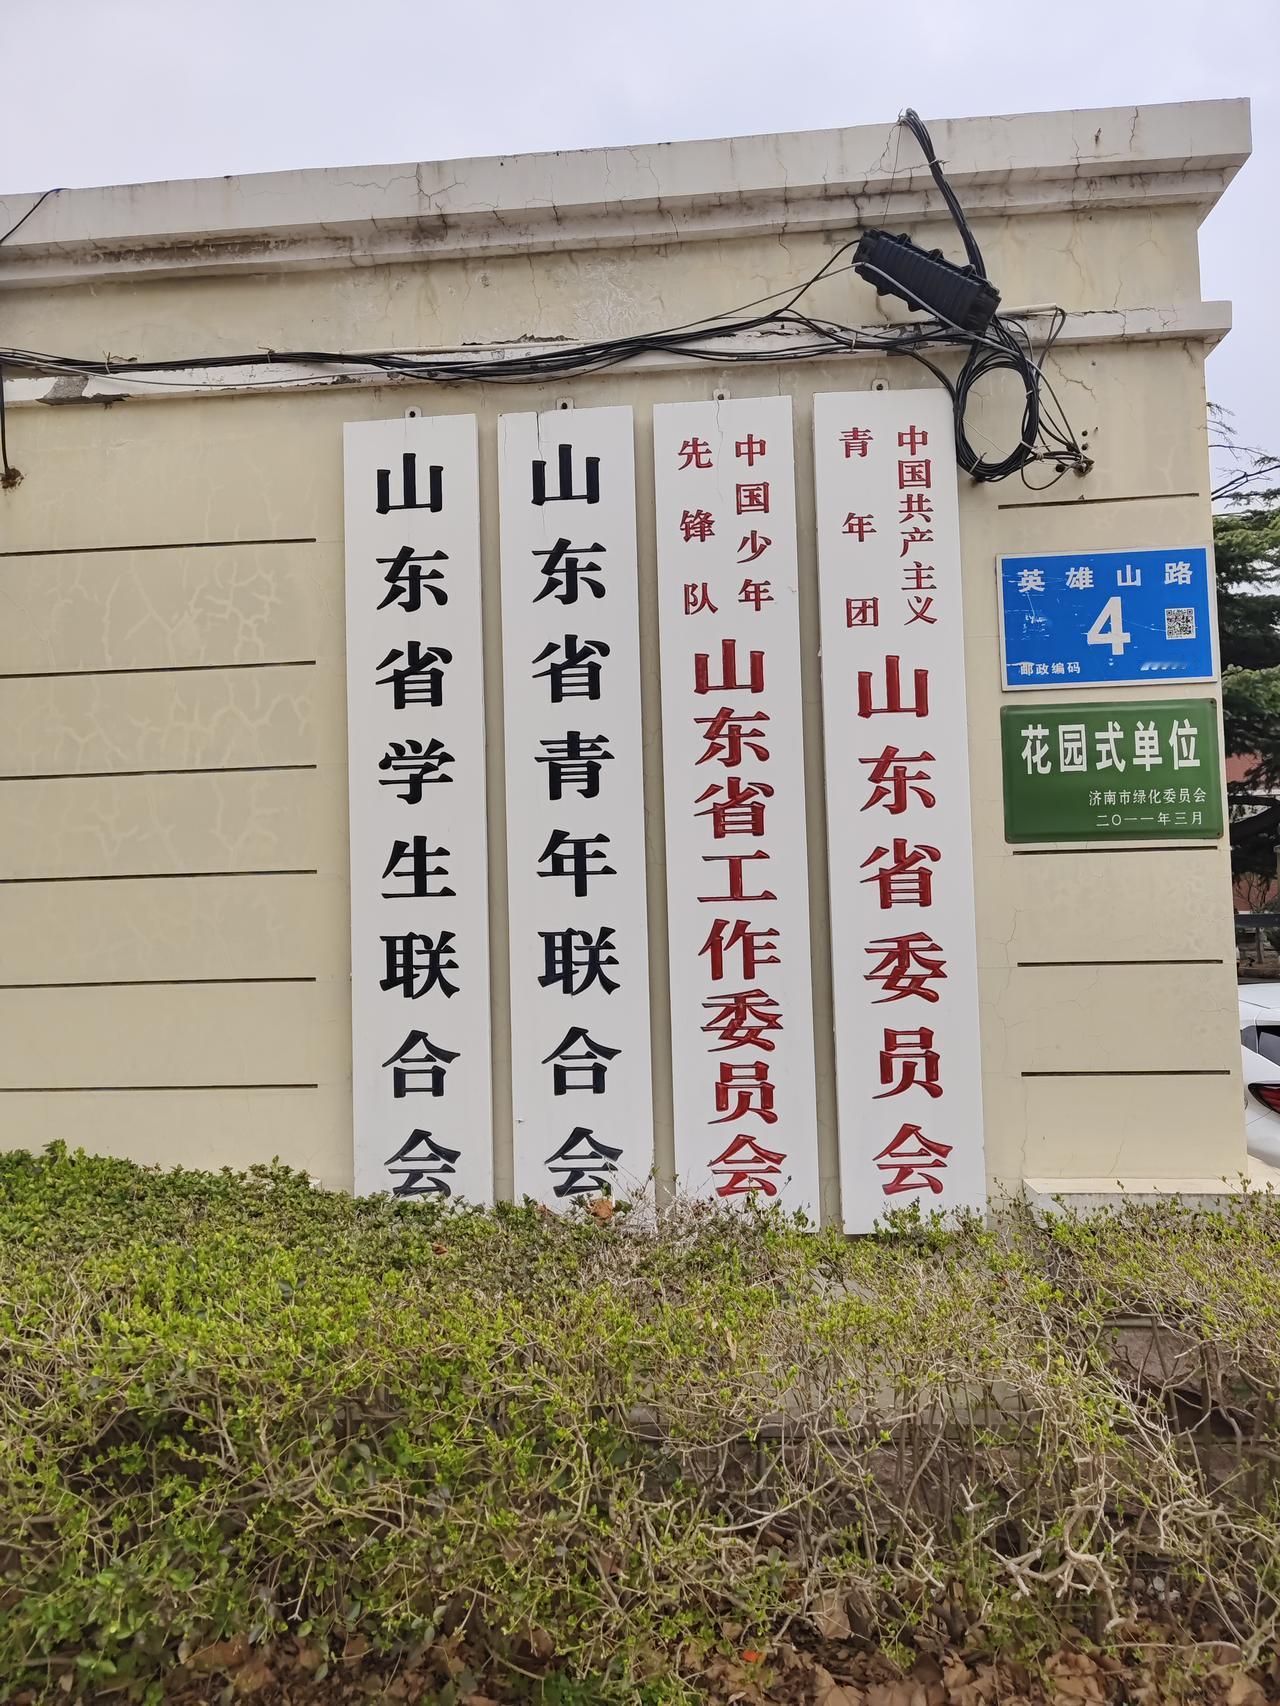 中国共产主义
青年团
山东省委员会
中国少年
先锋队
山东省工作委员会
山东省青年联合会
山东省学生联合会
英雄山路
4
邮政编码
花园式单位
济南市绿化委员会
二〇一一年三月